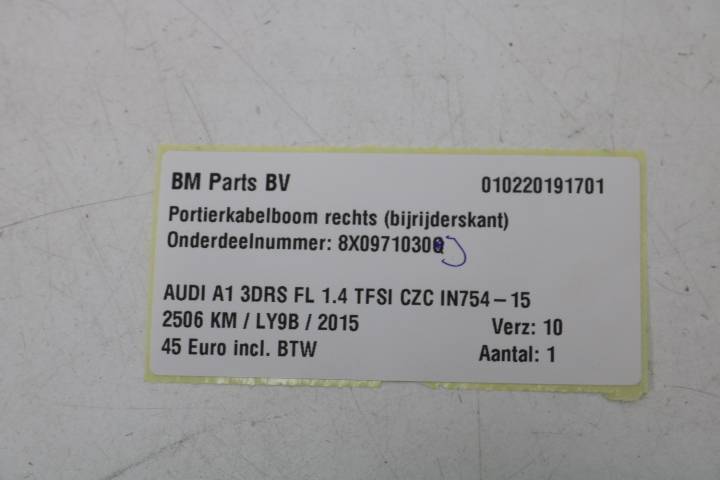 BM Parts BV 010220191701
Portierkabelboom rechts (bijrijderskant)
Onderdeelnummer: 8X0971030Q J
AUDI A1 3DRS FL 1.4 TFSI CZC IN754-15
2506 KM / LY9B / 2015 Verz: 10
45 Euro incl. BTW Aantal: 1